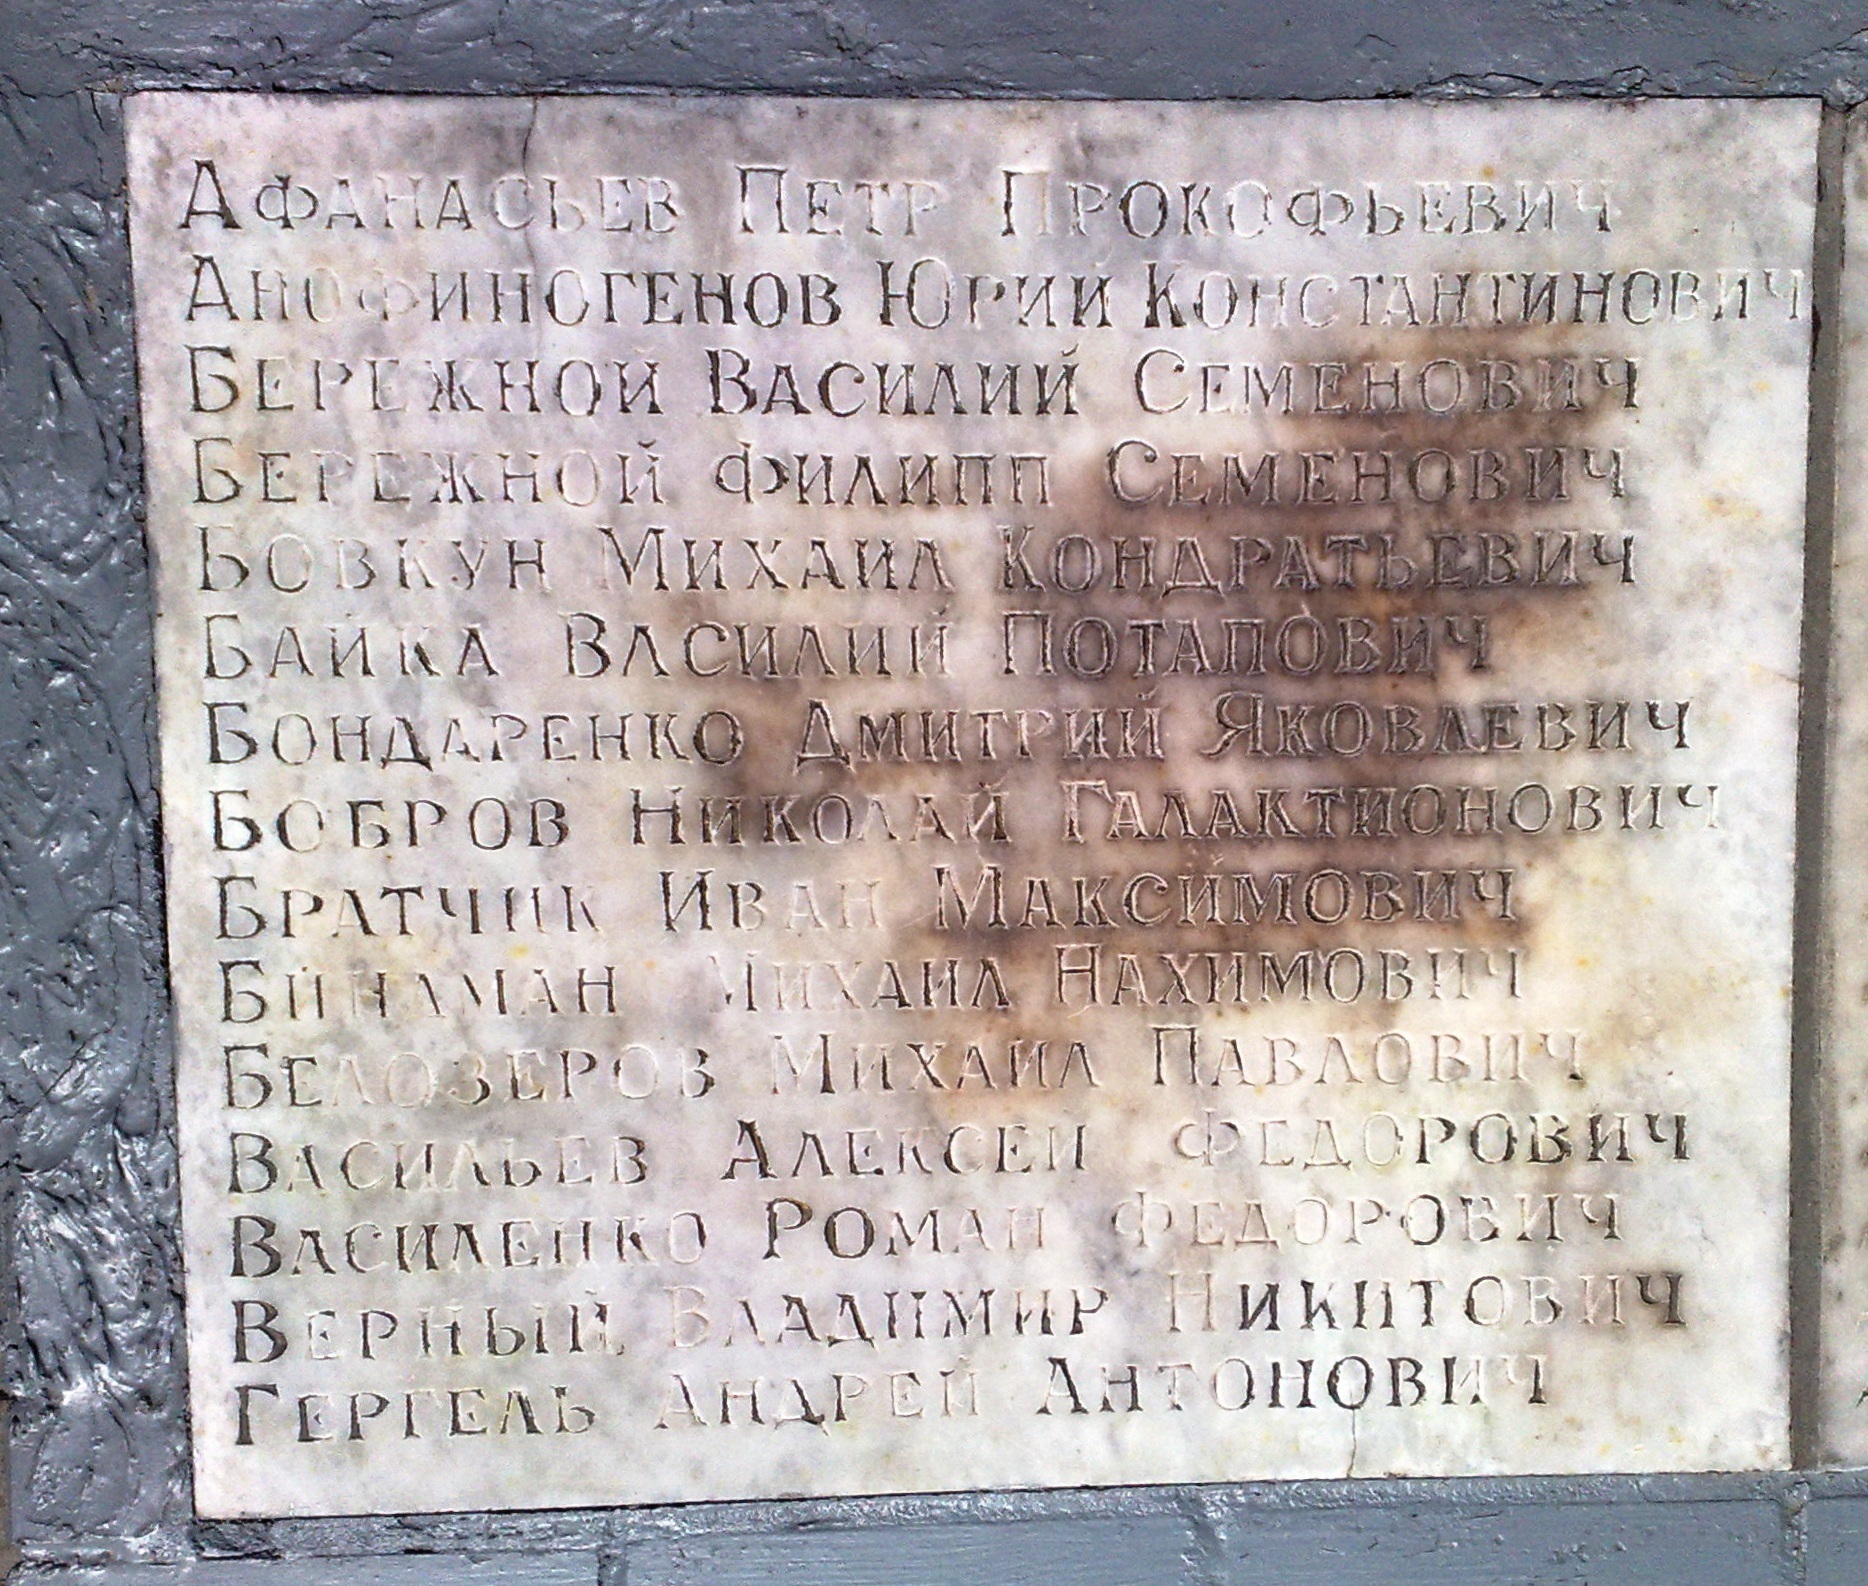 Афанасьев Петр Прокофьевич
Анофиногенов Юрий Константинович
Бережной Василий Семенович
Бережной Филипп Семенович
Бовкун Михаил Кондратьевич
Байка Василий Потапович
Бондаренко Дмитрий Яковлевич
Бобров Николай Галактионович
Братчик Иван Максимович
Бинаман Михаил Нахимович
Белозеров Михаил Павлович
Васильев Алексей Федорович
Василенко Роман Федорович
Верный Владимир Никитович
Гергель Андрей Антонович